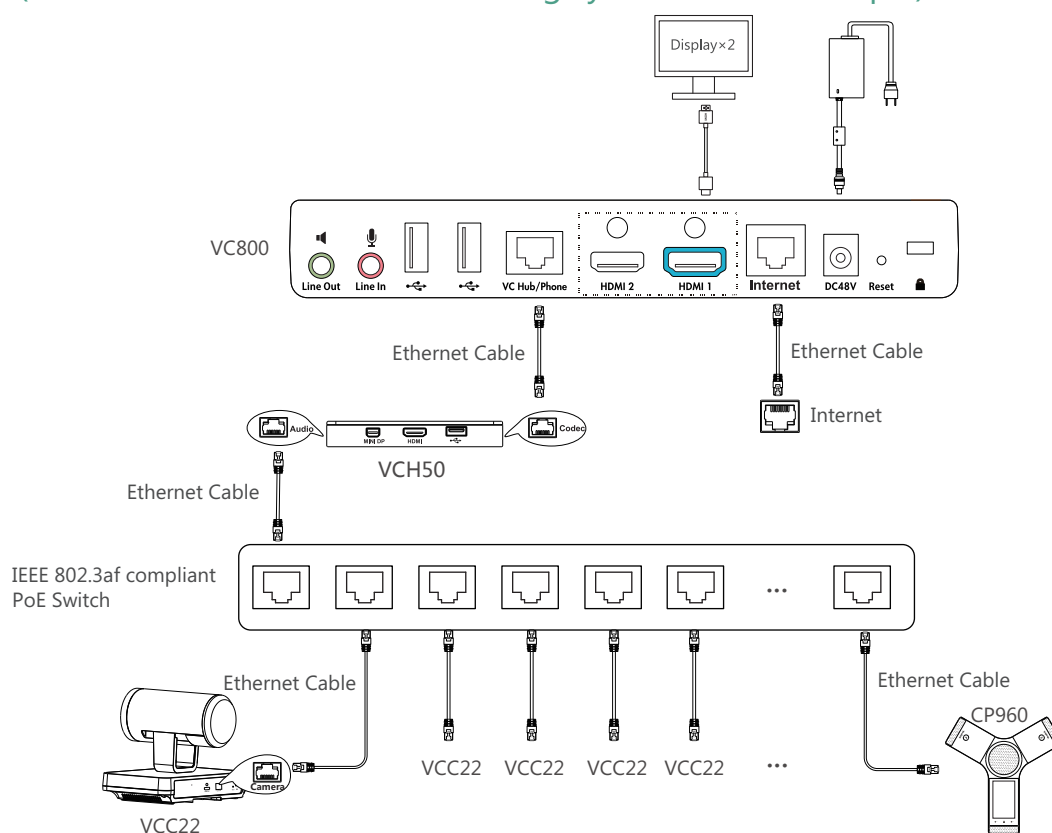 Display×2
VC800
Line Out
Line In
VC Hub/Phone
HDMI 2
HDMI 1
Internet
DC48V
Reset
Ethernet Cable
Ethernet Cable
Internet
Audio
MINI DP
HDMI
Codec
VCH50
Ethernet Cable
IEEE 802.3af compliant
PoE Switch
...
Ethernet Cable
Ethernet Cable
CP960
Camera
VCC22
VCC22
VCC22
VCC22
...
VCC22